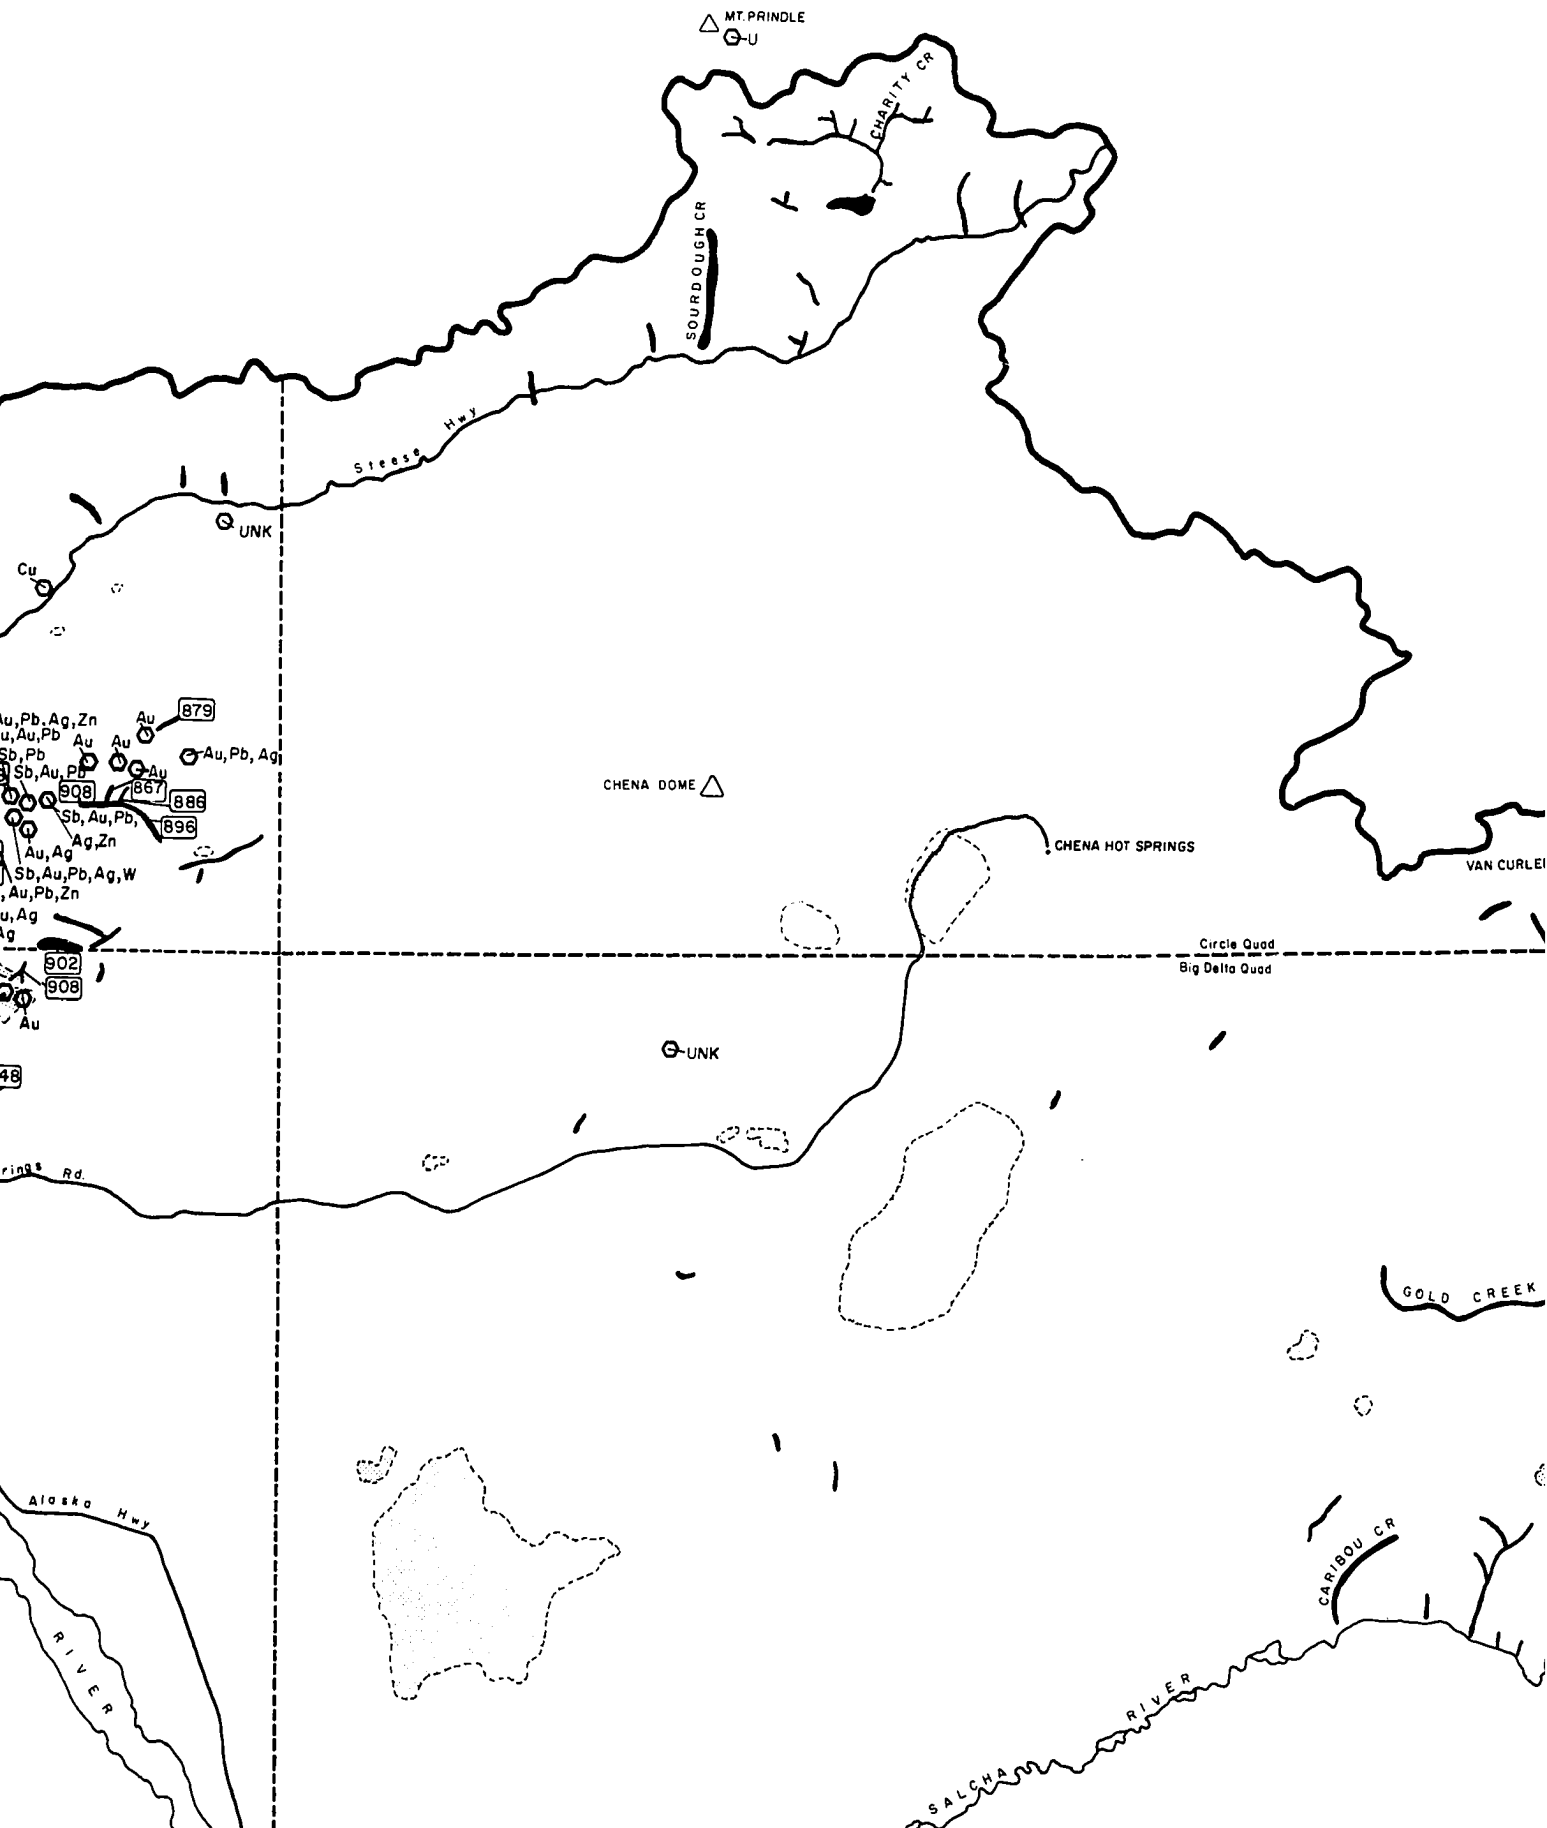 MT. PRINDLE
U
CHARITY CR
SOURDOUGH CR
Steese Hwy
UNK
Cu
Au,Pb,Ag,Zn
Au
879
u,Au,Pb
Au
Au
Sb,Pb
Au,Pb,Ag
Sb,Au,Pb
Au
908
867
886
Sb,Au,Pb,
Ag,Zn
896
Au,Ag
Sb,Au,Pb,Ag,W
, Au,Pb,Zn
u,Ag
Ag
902
908
Au
48
CHENA DOME
CHENA HOT SPRINGS
VAN CURLE
Circle Quad
Big Delta Quad
UNK
rings Rd.
GOLD CREEK
Alaska Hwy
RIVER
CARIBOU CR
SALCHA RIVER